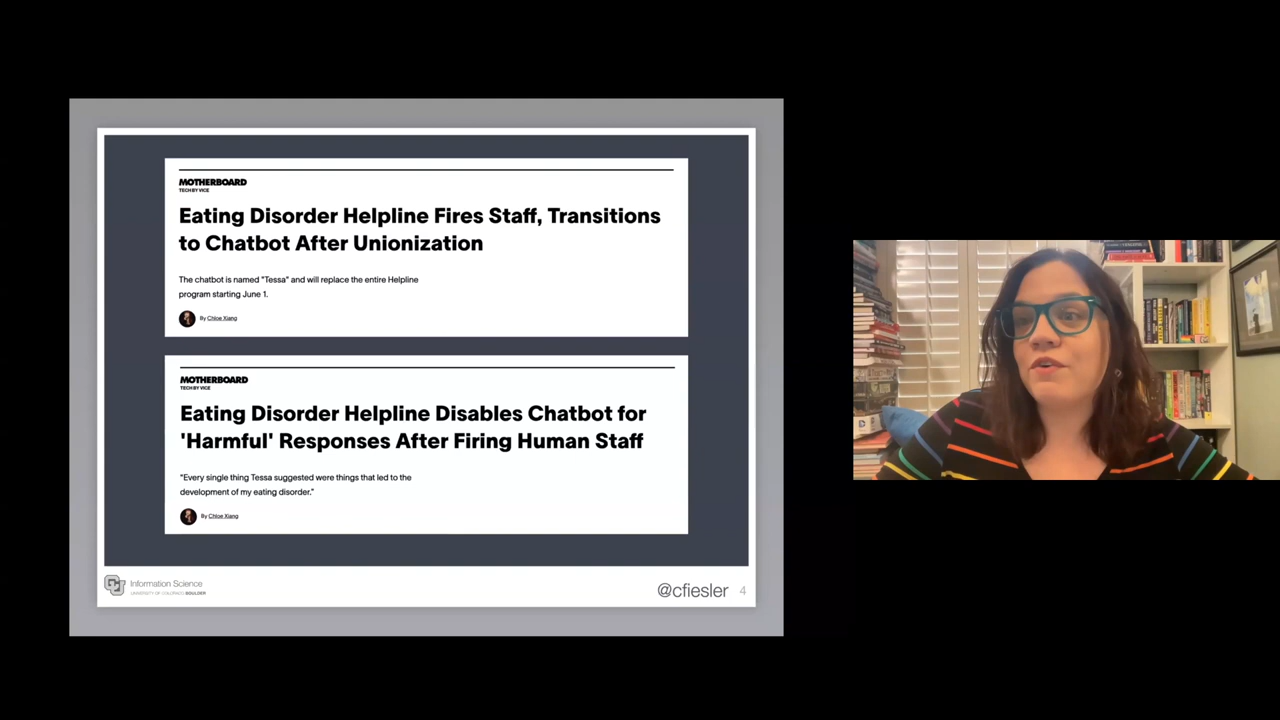 MOTHERBOARD
TECH BY VICE
Eating Disorder Helpline Fires Staff, Transitions
to Chatbot After Unionization
The chatbot is named "Tessa" and will replace the entire Helpline
program starting June 1.
By Chloe Xiang
MOTHERBOARD
TECH BY VICE
Eating Disorder Helpline Disables Chatbot for
'Harmful' Responses After Firing Human Staff
"Every single thing Tessa suggested were things that led to the
development of my eating disorder."
By Chloe Xiang
CU
Information Science
UNIVERSITY OF COLORADO BOULDER
@cfiesler 4